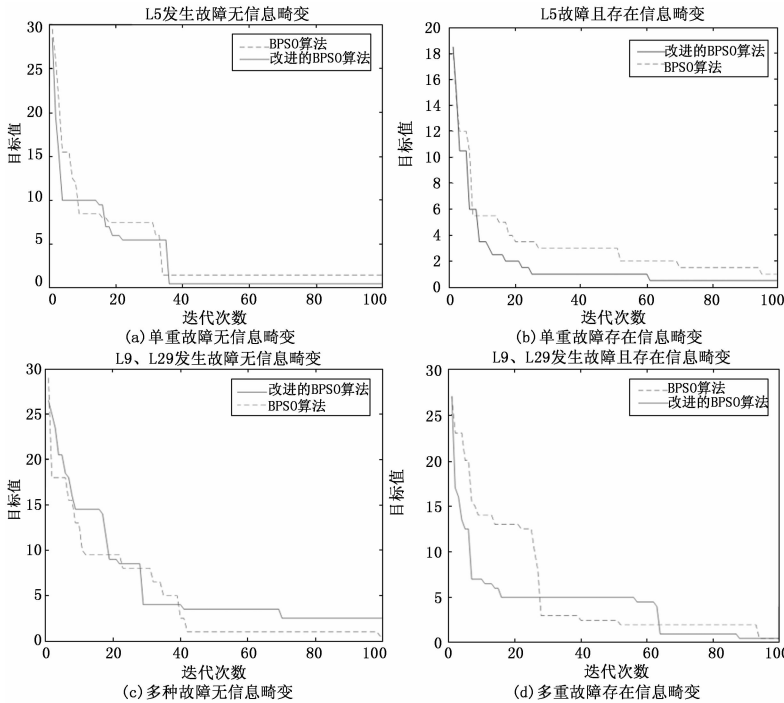 L5发生故障无信息畸变
30
25
20
15
10
5
0
目标值
BPSO算法
改进的BPSO算法
0 20 40 60 80 100
迭代次数
(a)单重故障无信息畸变
L5故障且存在信息畸变
20
18
16
14
12
8
6
4
2
0
目标值
改进的BPSO算法
BPSO算法
0 20 40 60 80 100
迭代次数
(b)单重故障存在信息畸变
L9、L29发生故障无信息畸变
30
25
20
15
10
5
0
目标值
改进的BPSO算法
BPSO算法
0 20 40 60 80 100
迭代次数
(c)多种故障无信息畸变
L9、L29发生故障且存在信息畸变
30
25
20
15
10
5
0
目标值
BPSO算法
改进的BPSO算法
0 20 40 60 80 100
迭代次数
(d)多重故障存在信息畸变